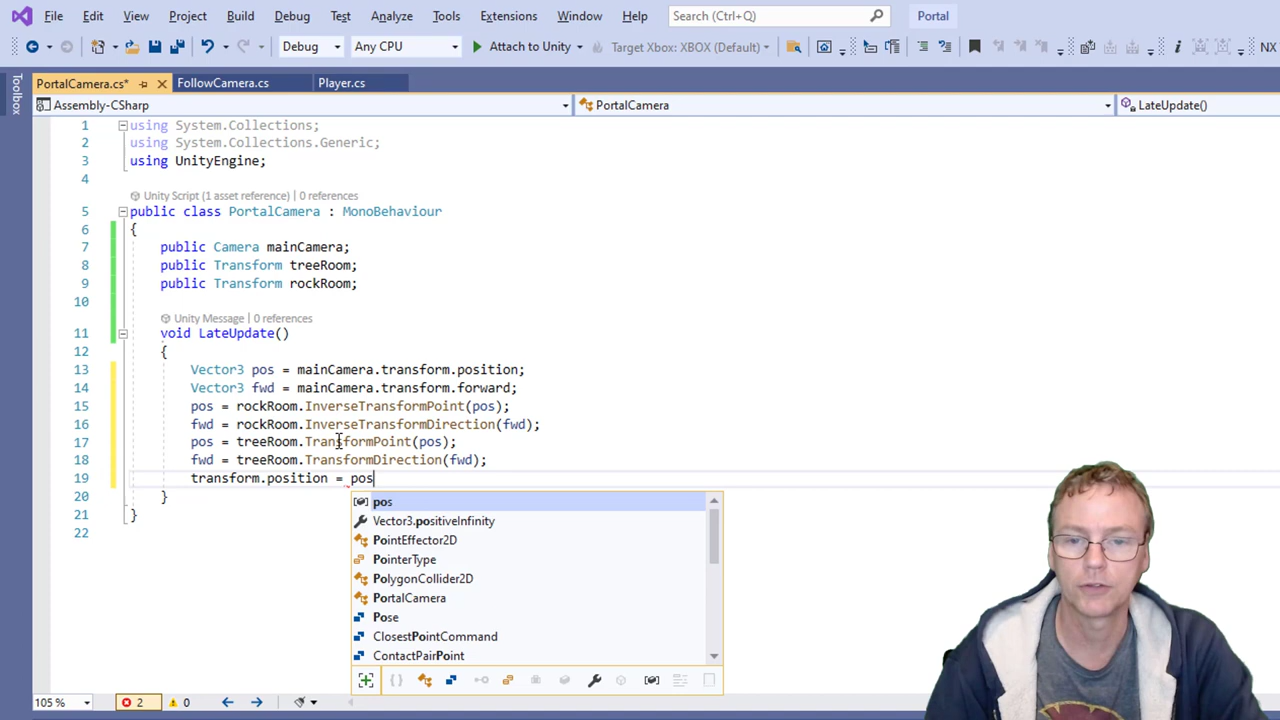 File Edit View Project Build Debug Test Analyze Tools Extensions Window Help Search (Ctrl+Q) Portal
Debug Any CPU Attach to Unity Target Xbox: XBOX (Default) NX
Toolbox
PortalCamera.cs* FollowCamera.cs Player.cs
Assembly-CSharp PortalCamera LateUpdate()
1 using System.Collections;
2 using System.Collections.Generic;
3 using UnityEngine;
4
Unity Script (1 asset reference) | 0 references
5 public class PortalCamera : MonoBehaviour
6 {
7 public Camera mainCamera;
8 public Transform treeRoom;
9 public Transform rockRoom;
10
Unity Message | 0 references
11 void LateUpdate()
12 {
13 Vector3 pos = mainCamera.transform.position;
14 Vector3 fwd = mainCamera.transform.forward;
15 pos = rockRoom.InverseTransformPoint(pos);
16 fwd = rockRoom.InverseTransformDirection(fwd);
17 pos = treeRoom.TransformPoint(pos);
18 fwd = treeRoom.TransformDirection(fwd);
19 transform.position = pos
20 }
21 }
22
pos
Vector3.positiveInfinity
PointEffector2D
PointerType
PolygonCollider2D
PortalCamera
Pose
ClosestPointCommand
ContactPairPoint
105 % 2 0